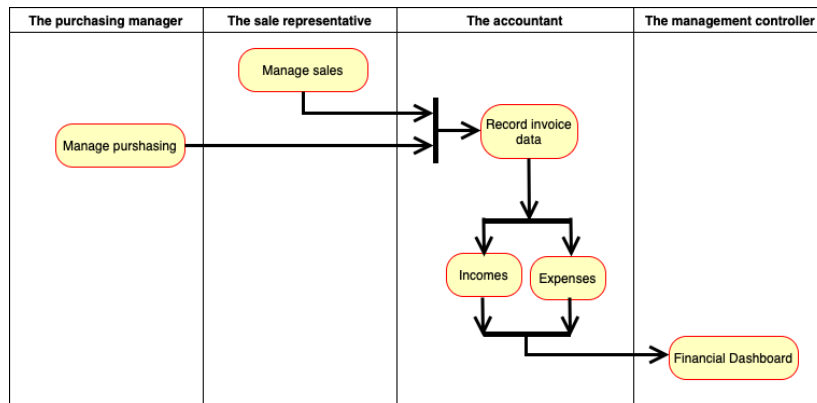 The purchasing manager
The sale representative
The accountant
The management controller
Manage sales
Record invoice
data
Manage purshasing
Incomes
Expenses
Financial Dashboard